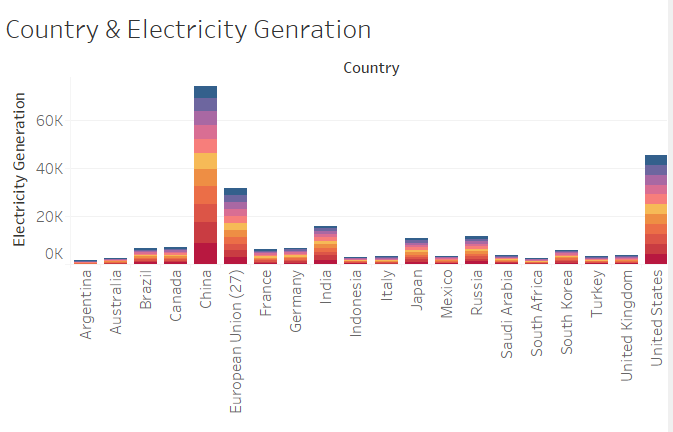 Country & Electricity Genration
Country
Electricity Generation
60K
40K
20K
0K
Argentina
Australia
Brazil
Canada
China
European Union (27)
France
Germany
India
Indonesia
Italy
Japan
Mexico
Russia
Saudi Arabia
South Africa
South Korea
Turkey
United Kingdom
United States